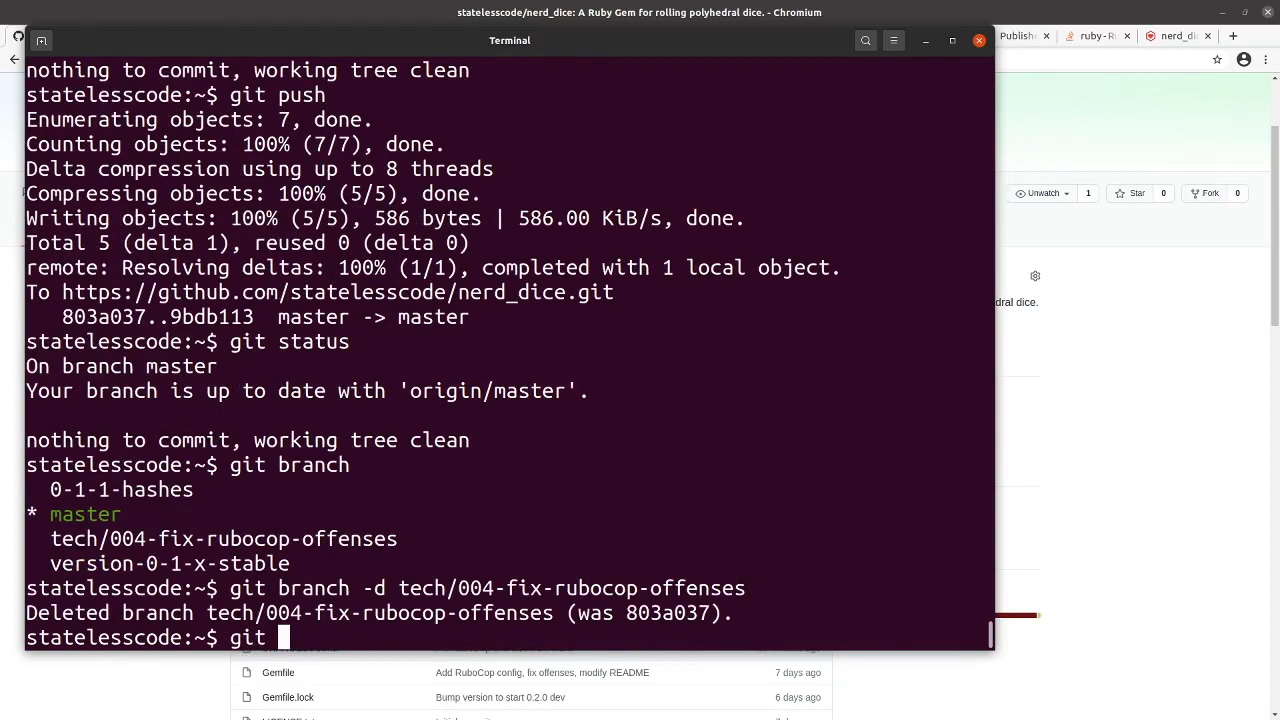 statelesscode/nerd_dice: A Ruby Gem for rolling polyhedral dice. - Chromium
Terminal
Publishe
ruby - Ru
nerd_dic
nothing to commit, working tree clean
statelesscode:~$ git push
Enumerating objects: 7, done.
Counting objects: 100% (7/7), done.
Delta compression using up to 8 threads
Compressing objects: 100% (5/5), done.
Writing objects: 100% (5/5), 586 bytes | 586.00 KiB/s, done.
Total 5 (delta 1), reused 0 (delta 0)
remote: Resolving deltas: 100% (1/1), completed with 1 local object.
To https://github.com/statelesscode/nerd_dice.git
803a037..9bdb113  master -> master
statelesscode:~$ git status
On branch master
Your branch is up to date with 'origin/master'.
nothing to commit, working tree clean
statelesscode:~$ git branch
0-1-1-hashes
* master
tech/004-fix-rubocop-offenses
version-0-1-x-stable
statelesscode:~$ git branch -d tech/004-fix-rubocop-offenses
Deleted branch tech/004-fix-rubocop-offenses (was 803a037).
statelesscode:~$ git
Unwatch 1 Star 0 Fork 0
dral dice.
Gemfile Add RuboCop config, fix offenses, modify README 7 days ago
Gemfile.lock Bump version to start 0.2.0 dev 6 days ago